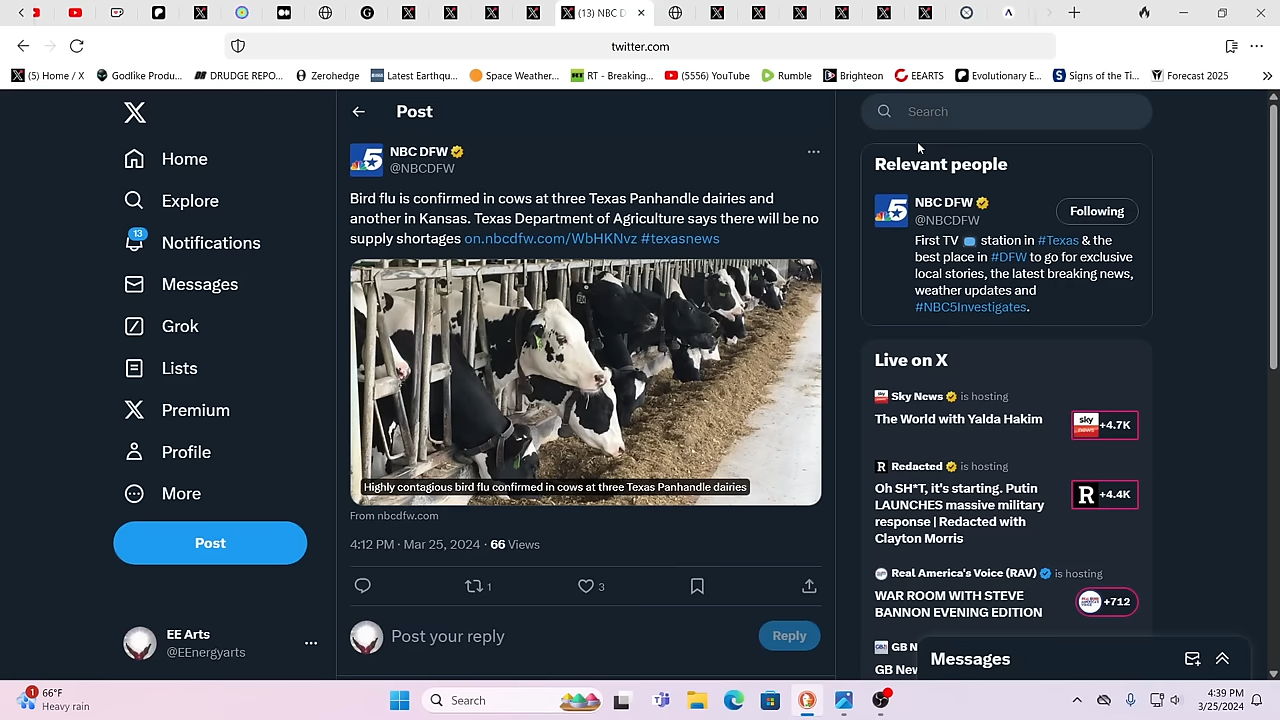 (13) NBC D
twitter.com
(5) Home / X
Godlike Produ...
DRUDGE REPO...
Zerohedge
Latest Earthqu...
Space Weather...
RT - Breaking...
(5556) YouTube
Rumble
Brighteon
EEARTS
Evolutionary E...
Signs of the Ti...
Forecast 2025
Home
Explore
13
Notifications
Messages
Grok
Lists
Premium
Profile
More
Post
EE Arts
@EEnergyarts
Post
NBC DFW
@NBCDFW
Bird flu is confirmed in cows at three Texas Panhandle dairies and
another in Kansas. Texas Department of Agriculture says there will be no
supply shortages on.nbcdfw.com/WbHKNvz #texasnews
Highly contagious bird flu confirmed in cows at three Texas Panhandle dairies
From nbcdfw.com
4:12 PM · Mar 25, 2024 · 66 Views
1
3
Post your reply
Reply
Search
Relevant people
NBC DFW
@NBCDFW
Following
First TV station in #Texas & the
best place in #DFW to go for exclusive
local stories, the latest breaking news,
weather updates and
#NBC5Investigates.
Live on X
Sky News is hosting
The World with Yalda Hakim
sky news +4.7K
Redacted is hosting
Oh SH*T, it's starting. Putin
LAUNCHES massive military
response | Redacted with
Clayton Morris
R +4.4K
Real America's Voice (RAV) is hosting
WAR ROOM WITH STEVE
BANNON EVENING EDITION
+712
GB N
GB Nev
Messages
1
66°F
Heavy rain
Search
4:39 PM
3/25/2024